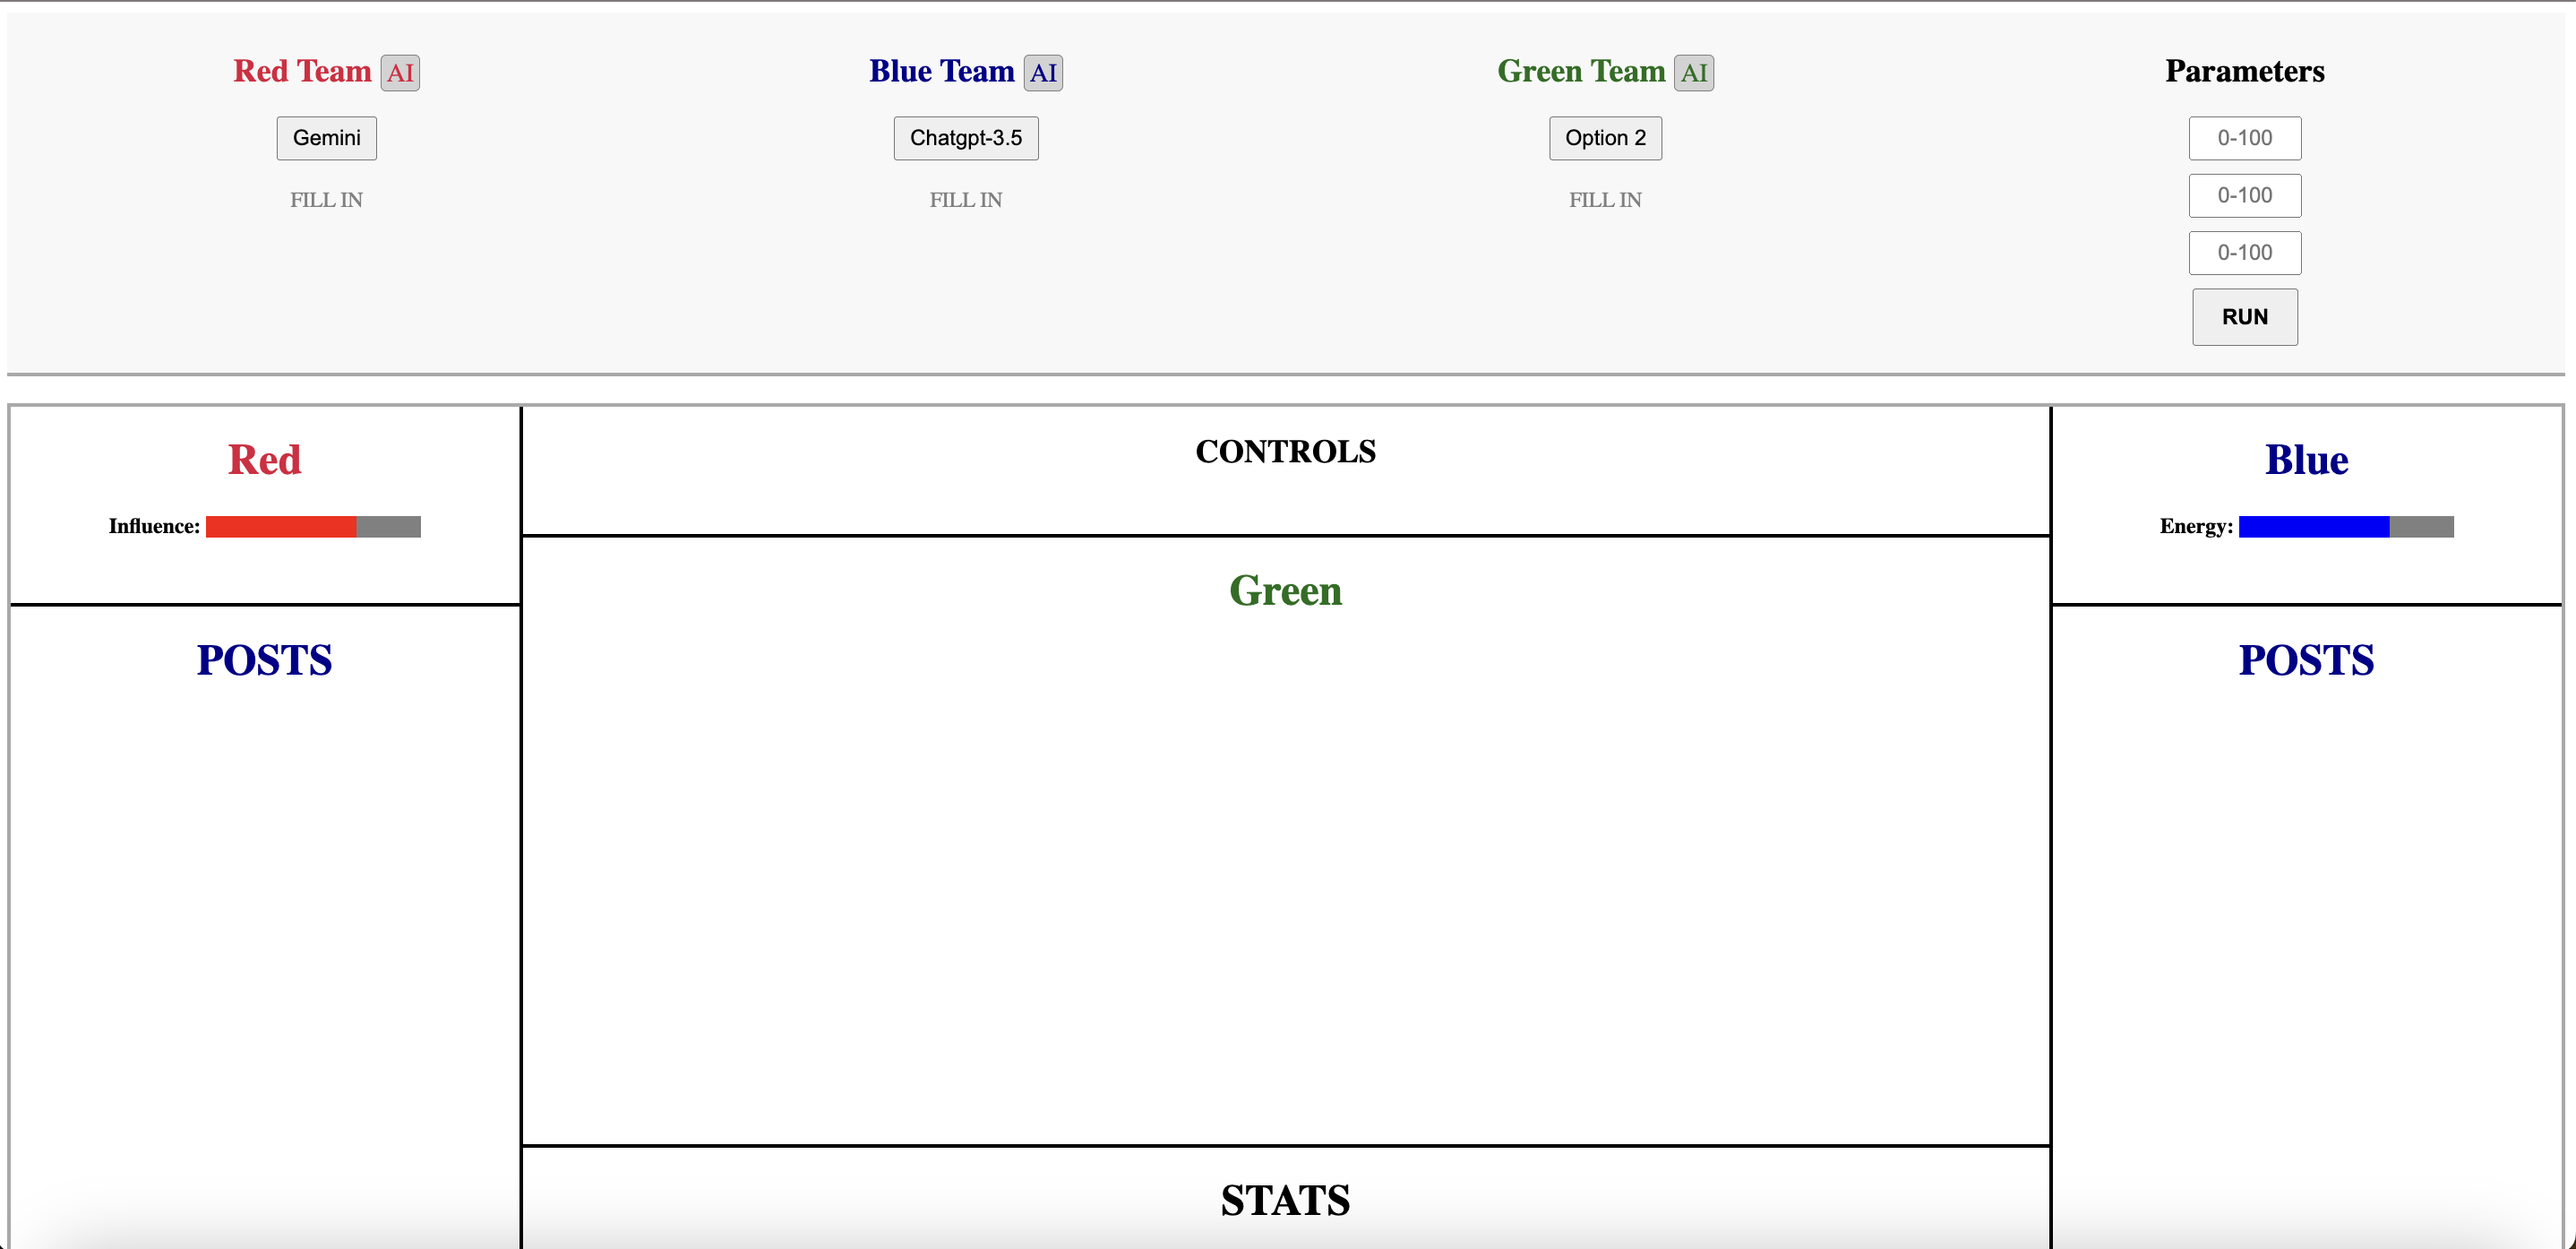 Red Team AI
Gemini
FILL IN
Blue Team AI
Chatgpt-3.5
FILL IN
Green Team AI
Option 2
FILL IN
Parameters
0-100
0-100
0-100
RUN
Red
Influence:
POSTS
CONTROLS
Green
STATS
Blue
Energy:
POSTS